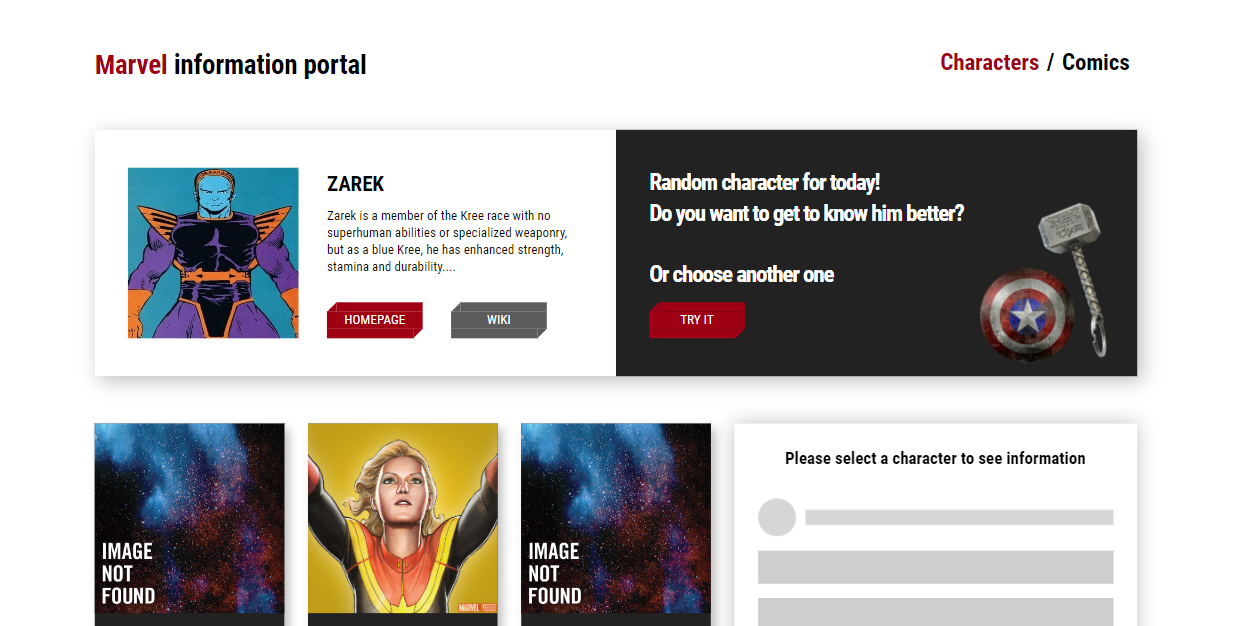 Marvel information portal
Characters / Comics
ZAREK
Zarek is a member of the Kree race with no
superhuman abilities or specialized weaponry,
but as a blue Kree, he has enhanced strength,
stamina and durability....
HOMEPAGE
WIKI
Random character for today!
Do you want to get to know him better?
Or choose another one
TRY IT
IMAGE
NOT
FOUND
MARVEL
IMAGE
NOT
FOUND
Please select a character to see information